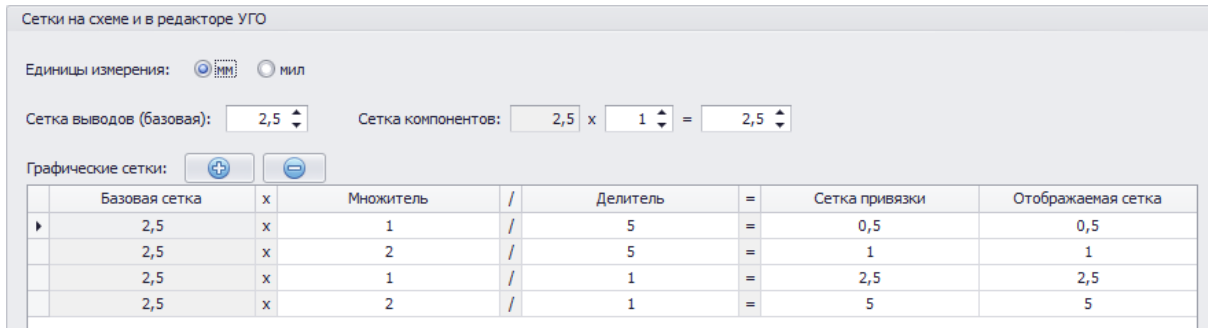 Сетки на схеме и в редакторе УГО
Единицы измерения: мм мил
Сетка выводов (базовая): 2,5 Сетка компонентов: 2,5 x 1 = 2,5
Графические сетки:
Базовая сетка x Множитель / Делитель = Сетка привязки Отображаемая сетка
2,5 x 1 / 5 = 0,5 0,5
2,5 x 2 / 5 = 1 1
2,5 x 1 / 1 = 2,5 2,5
2,5 x 2 / 1 = 5 5